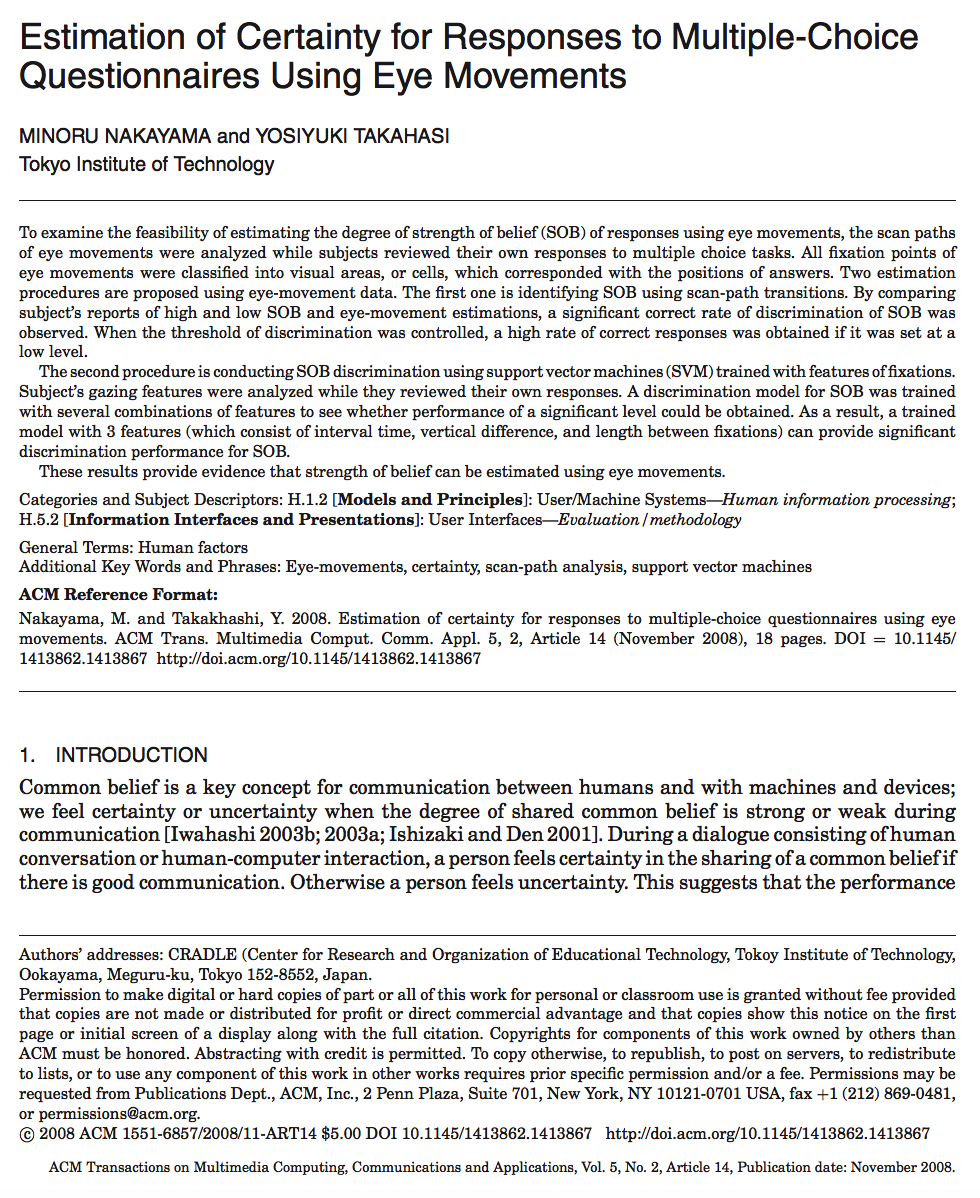 Estimation of Certainty for Responses to Multiple-Choice
Questionnaires Using Eye Movements
MINORU NAKAYAMA and YOSIYUKI TAKAHASI
Tokyo Institute of Technology
To examine the feasibility of estimating the degree of strength of belief (SOB) of responses using eye movements, the scan paths
of eye movements were analyzed while subjects reviewed their own responses to multiple choice tasks. All fixation points of
eye movements were classified into visual areas, or cells, which corresponded with the positions of answers. Two estimation
procedures are proposed using eye-movement data. The first one is identifying SOB using scan-path transitions. By comparing
subject's reports of high and low SOB and eye-movement estimations, a significant correct rate of discrimination of SOB was
observed. When the threshold of discrimination was controlled, a high rate of correct responses was obtained if it was set at a
low level.
The second procedure is conducting SOB discrimination using support vector machines (SVM) trained with features of fixations.
Subject's gazing features were analyzed while they reviewed their own responses. A discrimination model for SOB was trained
with several combinations of features to see whether performance of a significant level could be obtained. As a result, a trained
model with 3 features (which consist of interval time, vertical difference, and length between fixations) can provide significant
discrimination performance for SOB.
These results provide evidence that strength of belief can be estimated using eye movements.
Categories and Subject Descriptors: H.1.2 [Models and Principles]: User/Machine Systems—Human information processing;
H.5.2 [Information Interfaces and Presentations]: User Interfaces—Evaluation/methodology
General Terms: Human factors
Additional Key Words and Phrases: Eye-movements, certainty, scan-path analysis, support vector machines
ACM Reference Format:
Nakayama, M. and Takakhashi, Y. 2008. Estimation of certainty for responses to multiple-choice questionnaires using eye
movements. ACM Trans. Multimedia Comput. Comm. Appl. 5, 2, Article 14 (November 2008), 18 pages. DOI = 10.1145/
1413862.1413867 http://doi.acm.org/10.1145/1413862.1413867
1. INTRODUCTION
Common belief is a key concept for communication between humans and with machines and devices;
we feel certainty or uncertainty when the degree of shared common belief is strong or weak during
communication [Iwahashi 2003b; 2003a; Ishizaki and Den 2001]. During a dialogue consisting of human
conversation or human-computer interaction, a person feels certainty in the sharing of a common belief if
there is good communication. Otherwise a person feels uncertainty. This suggests that the performance
Authors' addresses: CRADLE (Center for Research and Organization of Educational Technology, Tokoy Institute of Technology,
Ookayama, Meguru-ku, Tokyo 152-8552, Japan.
Permission to make digital or hard copies of part or all of this work for personal or classroom use is granted without fee provided
that copies are not made or distributed for profit or direct commercial advantage and that copies show this notice on the first
page or initial screen of a display along with the full citation. Copyrights for components of this work owned by others than
ACM must be honored. Abstracting with credit is permitted. To copy otherwise, to republish, to post on servers, to redistribute
to lists, or to use any component of this work in other works requires prior specific permission and/or a fee. Permissions may be
requested from Publications Dept., ACM, Inc., 2 Penn Plaza, Suite 701, New York, NY 10121-0701 USA, fax +1 (212) 869-0481,
or permissions@acm.org.
© 2008 ACM 1551-6857/2008/11-ART14 $5.00 DOI 10.1145/1413862.1413867 http://doi.acm.org/10.1145/1413862.1413867
ACM Transactions on Multimedia Computing, Communications and Applications, Vol. 5, No. 2, Article 14, Publication date: November 2008.